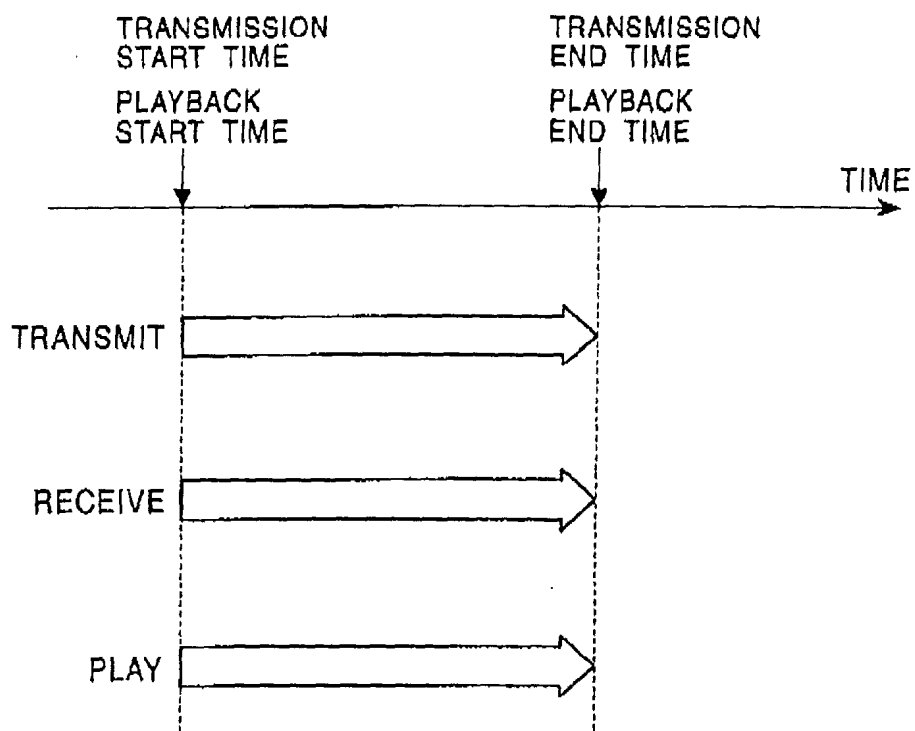 TRANSMISSION
START TIME
PLAYBACK
START TIME
TRANSMISSION
END TIME
PLAYBACK
END TIME
TIME
TRANSMIT
RECEIVE
PLAY